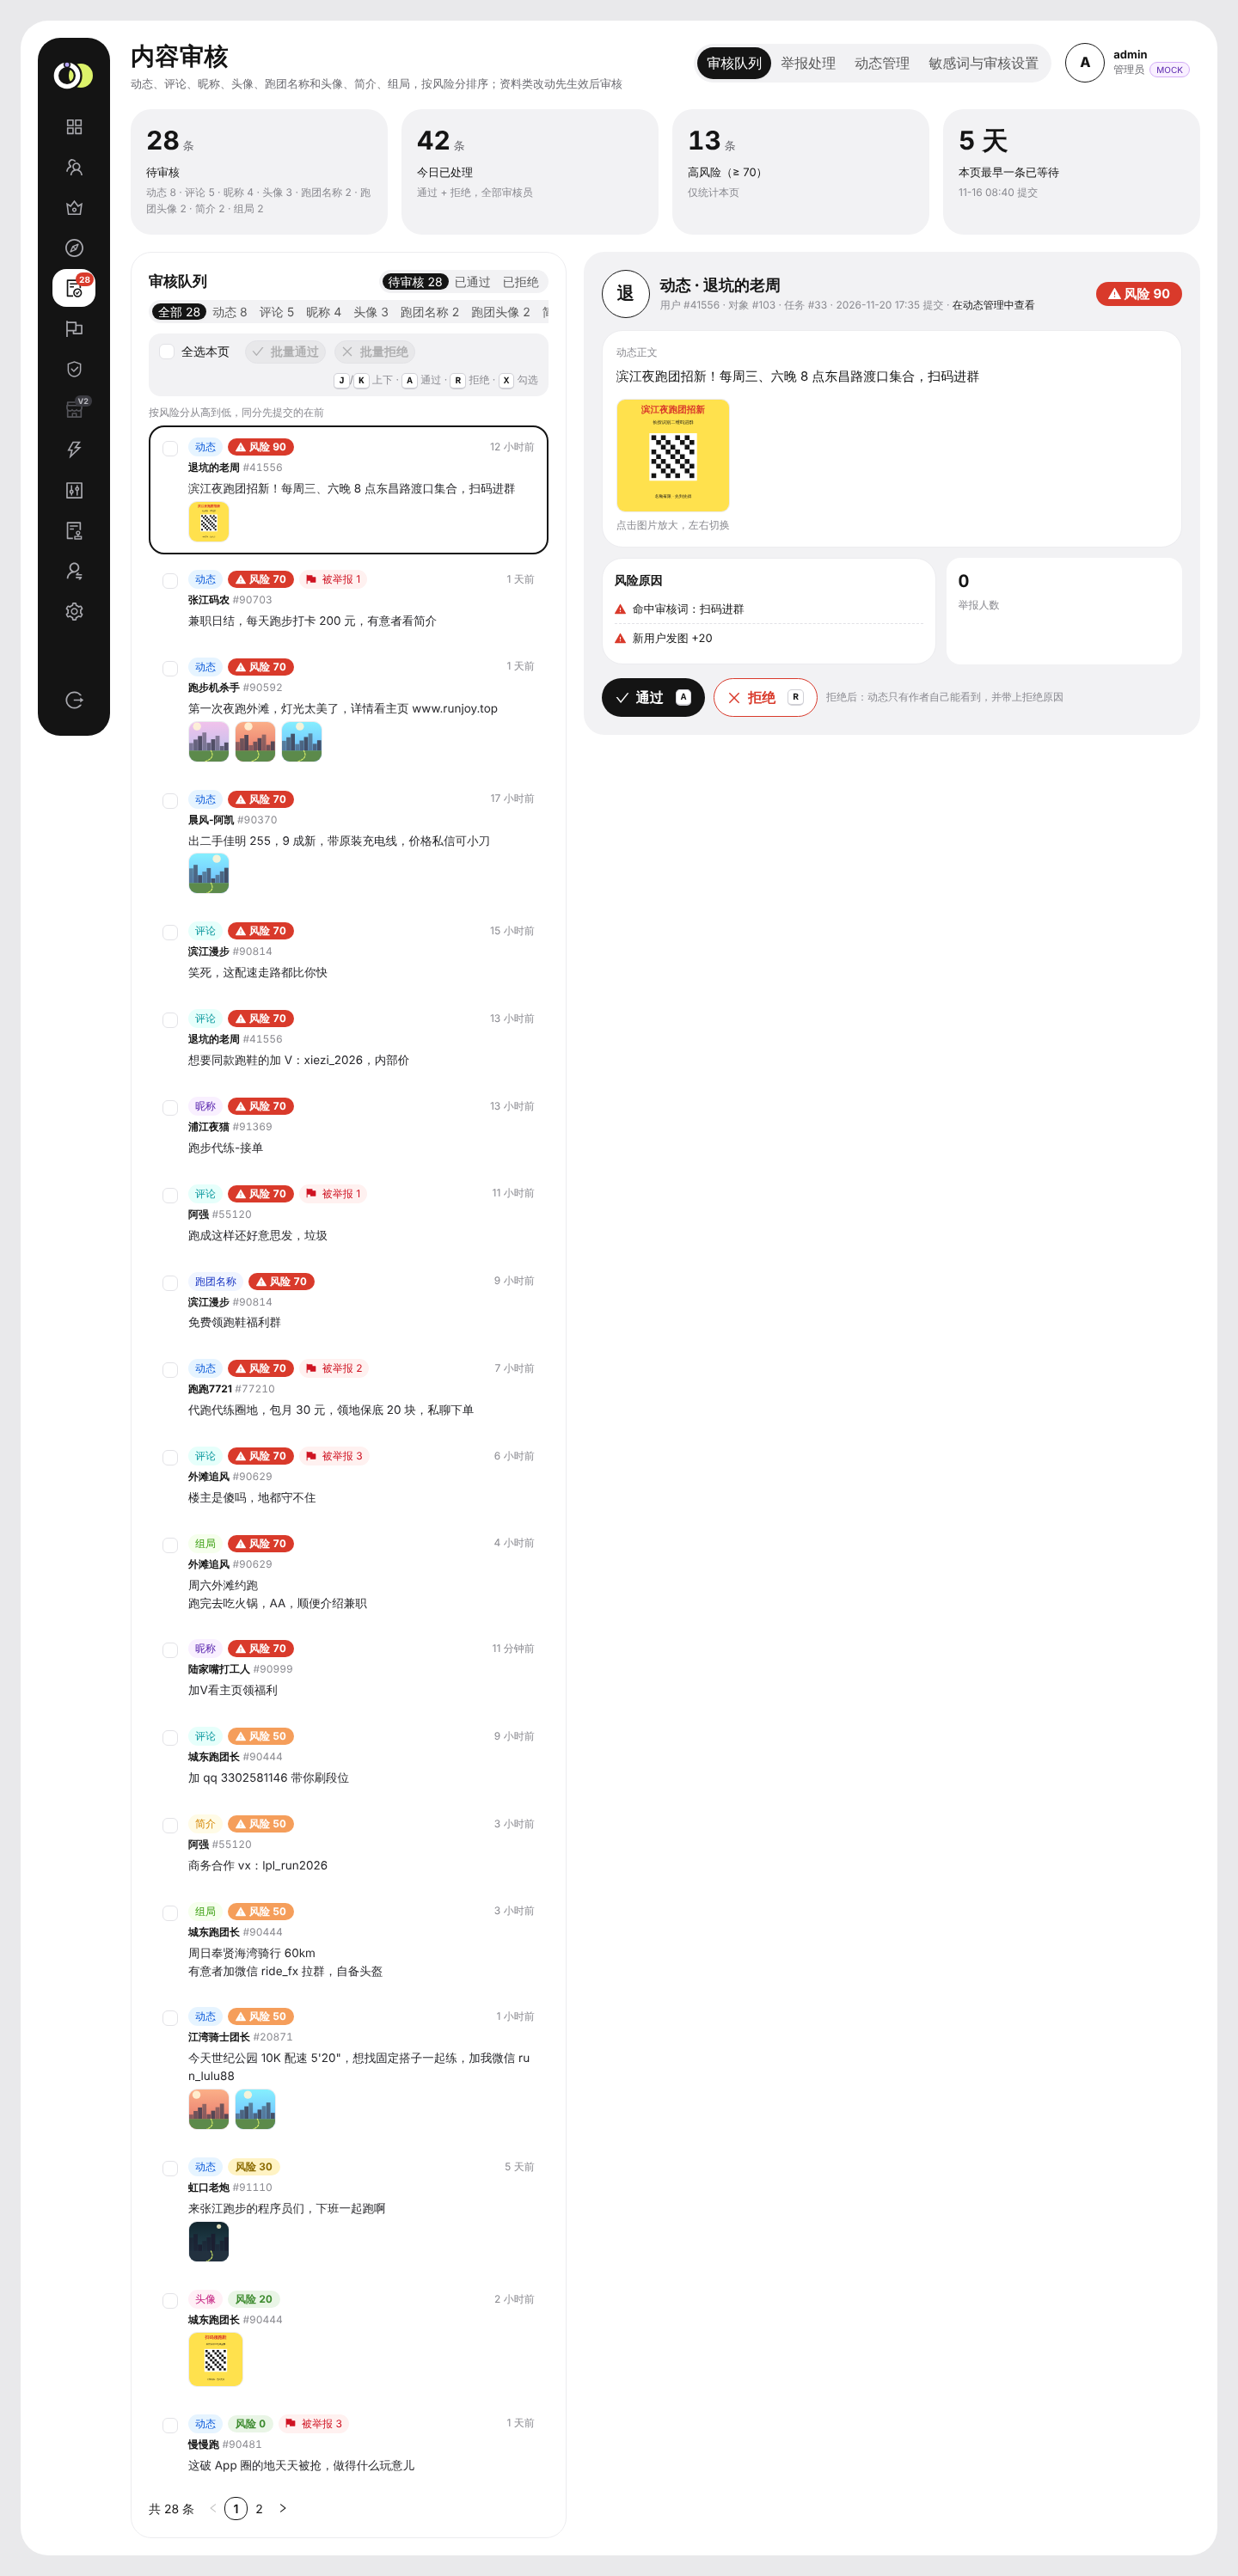 内容审核
动态、评论、昵称、头像、跑团名称和头像、简介、组局，按风险分排序；资料类改动先生效后审核
审核队列 举报处理 动态管理 敏感词与审核设置
A
admin
管理员 MOCK
28
V2
28 条
待审核
动态 8 · 评论 5 · 昵称 4 · 头像 3 · 跑团名称 2 · 跑
团头像 2 · 简介 2 · 组局 2
42 条
今日已处理
通过 + 拒绝，全部审核员
13 条
高风险（≥ 70）
仅统计本页
5 天
本页最早一条已等待
11-16 08:40 提交
审核队列
待审核 28 已通过 已拒绝
全部 28 动态 8 评论 5 昵称 4 头像 3 跑团名称 2 跑团头像 2
全选本页 批量通过 批量拒绝
J / K 上下 · A 通过 · R 拒绝 · X 勾选
按风险分从高到低，同分先提交的在前
动态 风险 90 12 小时前
退坑的老周 #41556
滨江夜跑团招新！每周三、六晚 8 点东昌路渡口集合，扫码进群
动态 风险 70 被举报 1 1 天前
张江码农 #90703
兼职日结，每天跑步打卡 200 元，有意者看简介
动态 风险 70 1 天前
跑步机杀手 #90592
第一次夜跑外滩，灯光太美了，详情看主页 www.runjoy.top
动态 风险 70 17 小时前
晨风-阿凯 #90370
出二手佳明 255，9 成新，带原装充电线，价格私信可小刀
评论 风险 70 15 小时前
滨江漫步 #90814
笑死，这配速走路都比你快
评论 风险 70 13 小时前
退坑的老周 #41556
想要同款跑鞋的加 V：xiezi_2026，内部价
昵称 风险 70 13 小时前
浦江夜猫 #91369
跑步代练-接单
评论 风险 70 被举报 1 11 小时前
阿强 #55120
跑成这样还好意思发，垃圾
跑团名称 风险 70 9 小时前
滨江漫步 #90814
免费领跑鞋福利群
动态 风险 70 被举报 2 7 小时前
跑跑7721 #77210
代跑代练圈地，包月 30 元，领地保底 20 块，私聊下单
评论 风险 70 被举报 3 6 小时前
外滩追风 #90629
楼主是傻吗，地都守不住
组局 风险 70 4 小时前
外滩追风 #90629
周六外滩约跑
跑完去吃火锅，AA，顺便介绍兼职
昵称 风险 70 11 分钟前
陆家嘴打工人 #90999
加V看主页领福利
评论 风险 50 9 小时前
城东跑团长 #90444
加 qq 3302581146 带你刷段位
简介 风险 50 3 小时前
阿强 #55120
商务合作 vx：lpl_run2026
组局 风险 50 3 小时前
城东跑团长 #90444
周日奉贤海湾骑行 60km
有意者加微信 ride_fx 拉群，自备头盔
动态 风险 50 1 小时前
江湾骑士团长 #20871
今天世纪公园 10K 配速 5'20"，想找固定搭子一起练，加我微信 ru
n_lulu88
动态 风险 30 5 天前
虹口老炮 #91110
来张江跑步的程序员们，下班一起跑啊
头像 风险 20 2 小时前
城东跑团长 #90444
动态 风险 0 被举报 3 1 天前
慢慢跑 #90481
这破 App 圈的地天天被抢，做得什么玩意儿
共 28 条 1 2
退
动态 · 退坑的老周
用户 #41556 · 对象 #103 · 任务 #33 · 2026-11-20 17:35 提交 · 在动态管理中查看
风险 90
动态正文
滨江夜跑团招新！每周三、六晚 8 点东昌路渡口集合，扫码进群
滨江夜跑团招新
点击图片放大，左右切换
风险原因
命中审核词：扫码进群
新用户发图 +20
0
举报人数
通过 A 拒绝 R 拒绝后：动态只有作者自己能看到，并带上拒绝原因